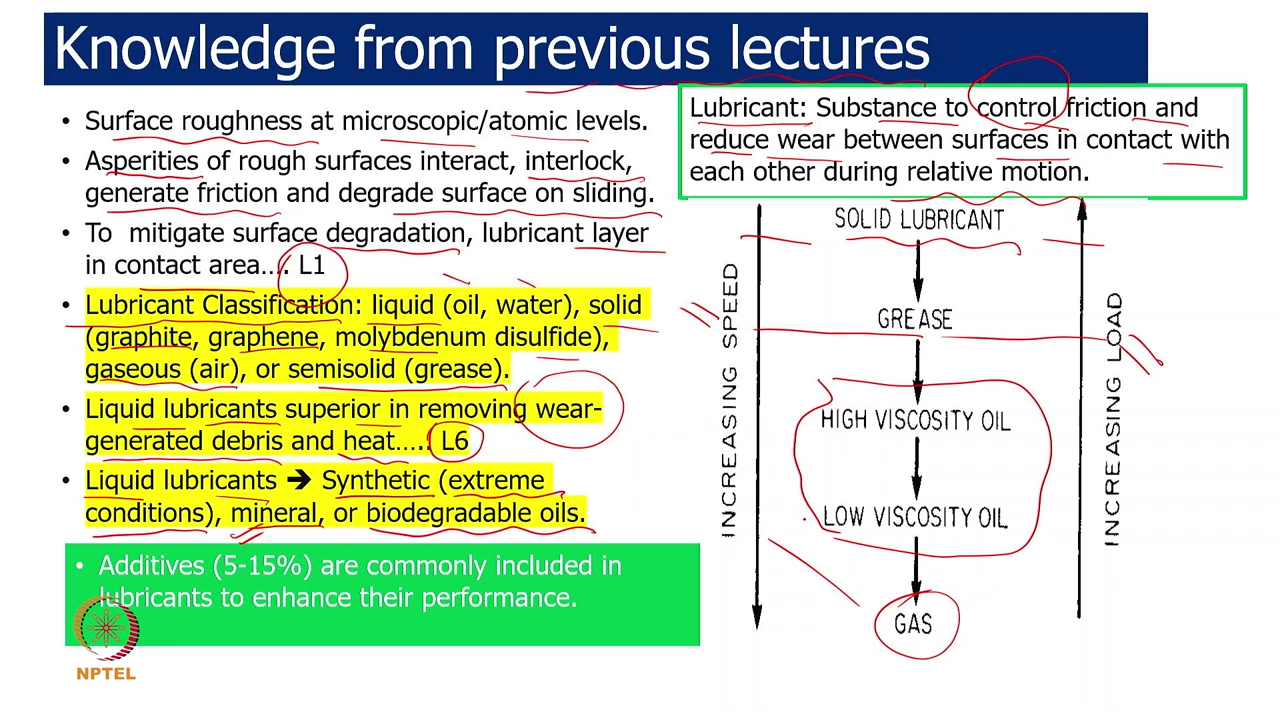 Knowledge from previous lectures
• Surface roughness at microscopic/atomic levels.
• Asperities of rough surfaces interact, interlock,
generate friction and degrade surface on sliding.
• To mitigate surface degradation, lubricant layer
in contact area…. L1
• Lubricant Classification: liquid (oil, water), solid
(graphite, graphene, molybdenum disulfide),
gaseous (air), or semisolid (grease).
• Liquid lubricants superior in removing wear-
generated debris and heat….. L6
• Liquid lubricants ➔ Synthetic (extreme
conditions), mineral, or biodegradable oils.
• Additives (5-15%) are commonly included in
lubricants to enhance their performance.
NPTEL
Lubricant: Substance to control friction and
reduce wear between surfaces in contact with
each other during relative motion.
INCREASING SPEED
SOLID LUBRICANT
GREASE
HIGH VISCOSITY OIL
LOW VISCOSITY OIL
GAS
INCREASING LOAD